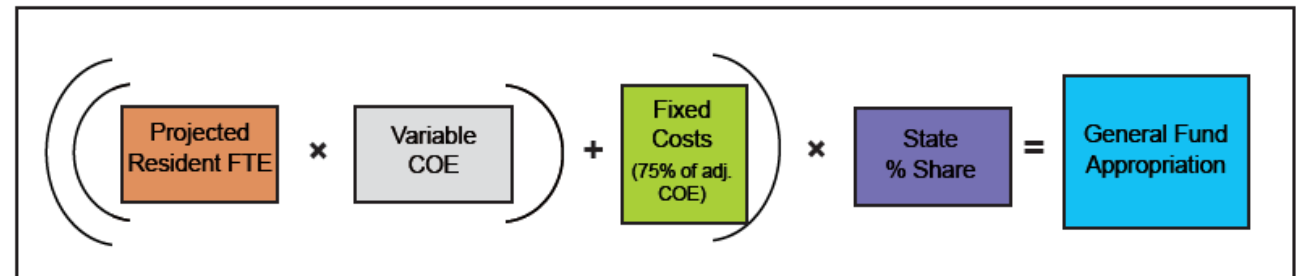 Projected
Resident FTE
×
Variable
COE
+
Fixed
Costs
(75% of adj.
COE)
×
State
% Share
=
General Fund
Appropriation